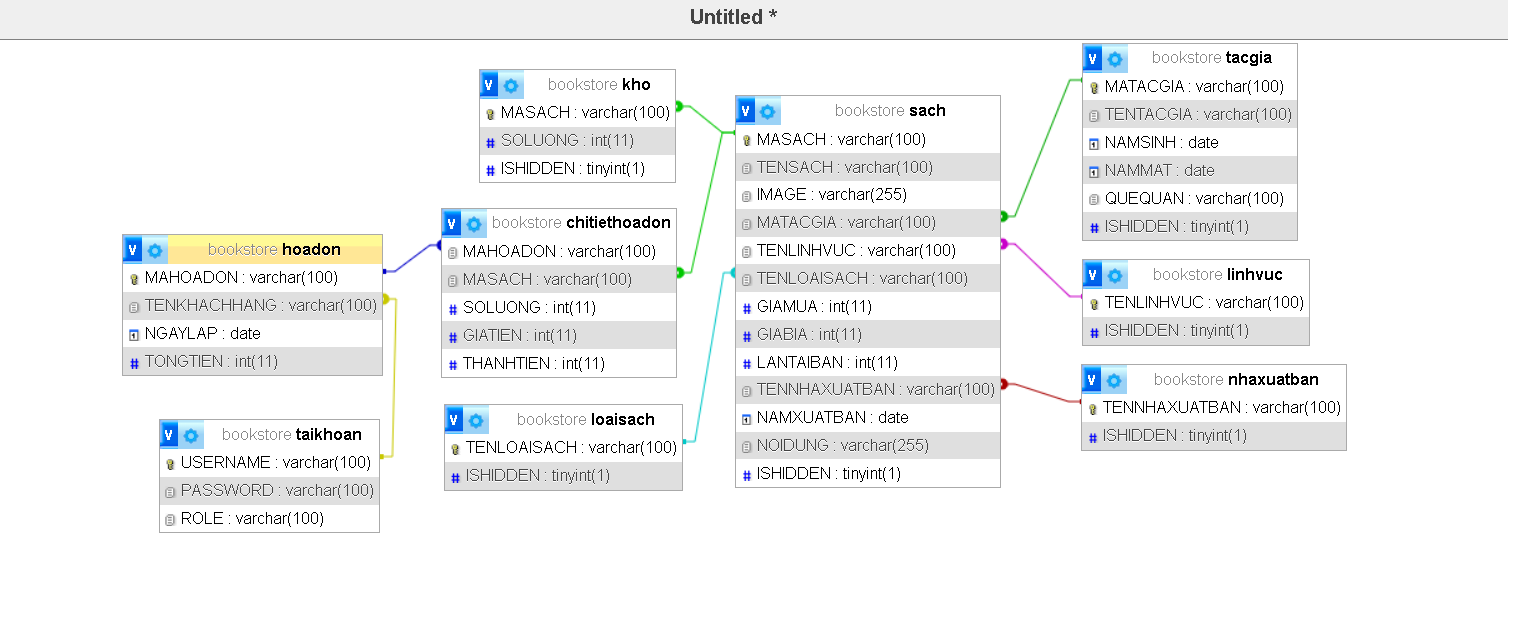 Untitled *
bookstore kho
MASACH : varchar(100)
SOLUONG : int(11)
ISHIDDEN : tinyint(1)
bookstore hoadon
MAHOADON : varchar(100)
TENKHACHHANG : varchar(100)
NGAYLAP : date
TONGTIEN : int(11)
bookstore taikhoan
USERNAME : varchar(100)
PASSWORD : varchar(100)
ROLE : varchar(100)
bookstore chitiethoadon
MAHOADON : varchar(100)
MASACH : varchar(100)
SOLUONG : int(11)
GIATIEN : int(11)
THANHTIEN : int(11)
bookstore loaisach
TENLOAISACH : varchar(100)
ISHIDDEN : tinyint(1)
bookstore sach
MASACH : varchar(100)
TENSACH : varchar(100)
IMAGE : varchar(255)
MATACGIA : varchar(100)
TENLINHVUC : varchar(100)
TENLOAISACH : varchar(100)
GIAMUA : int(11)
GIABIA : int(11)
LANTAIBAN : int(11)
TENNHAXUATBAN : varchar(100)
NAMXUATBAN : date
NOIDUNG : varchar(255)
ISHIDDEN : tinyint(1)
bookstore tacgia
MATACGIA : varchar(100)
TENTACGIA : varchar(100)
NAMSINH : date
NAMMAT : date
QUEQUAN : varchar(100)
ISHIDDEN : tinyint(1)
bookstore linhvuc
TENLINHVUC : varchar(100)
ISHIDDEN : tinyint(1)
bookstore nhaxuatban
TENNHAXUATBAN : varchar(100)
ISHIDDEN : tinyint(1)